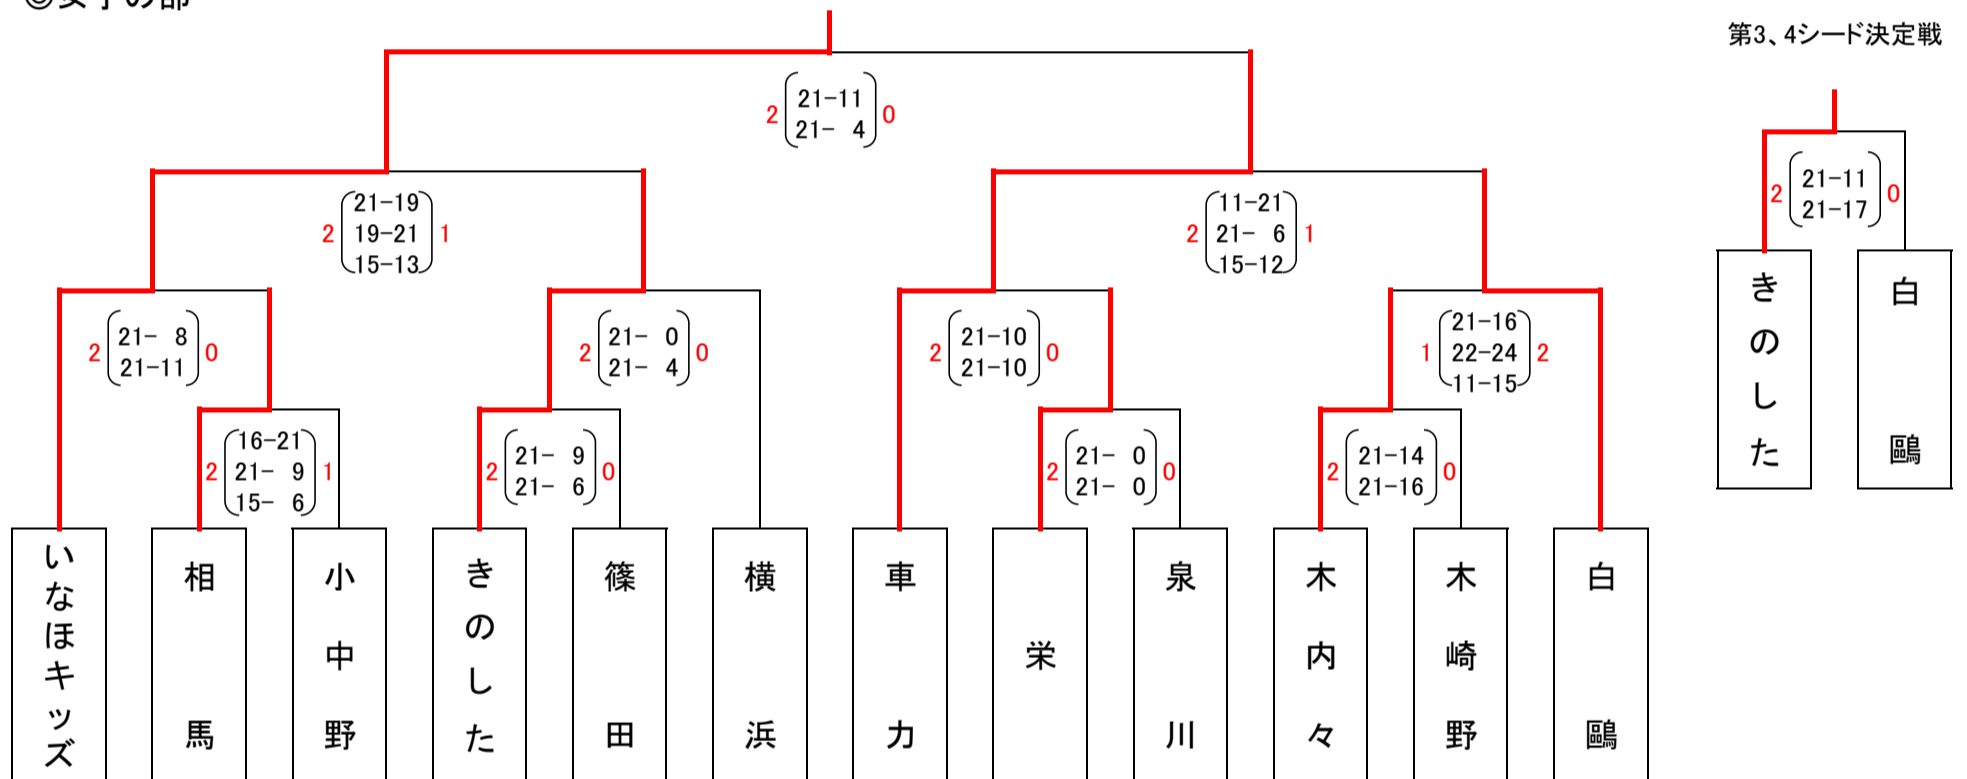 ◎女子の部
第3、4シード決定戦
2 21-11 0
21- 4
2 21-11 0
21-17
2 21-19 1
19-21
15-13
2 11-21 1
21- 6
15-12
きのした
白鷗
2 21- 8 0
21-11
2 21- 0 0
21- 4
2 21-10 0
21-10
1 21-16 2
22-24
11-15
2 16-21 1
21- 9
15- 6
2 21- 9 0
21- 6
2 21- 0 0
21- 0
2 21-14 0
21-16
いなほキッズ
相馬
小中野
きのした
篠田
横浜
車力
栄
泉川
木内々
木崎野
白鷗